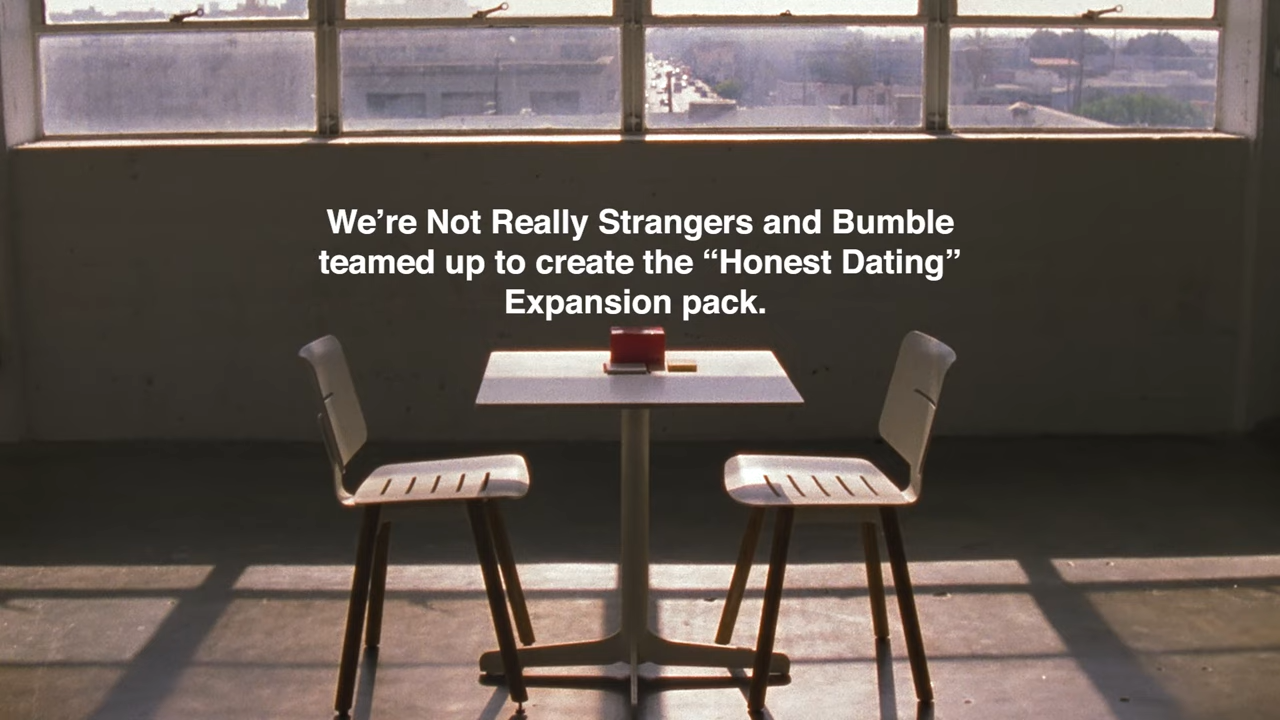 We’re Not Really Strangers and Bumble
teamed up to create the “Honest Dating”
Expansion pack.